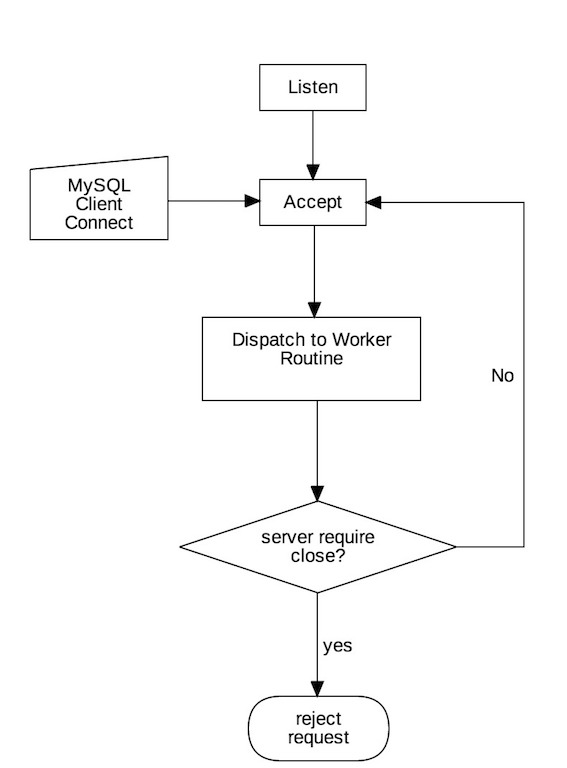 Listen
MySQL
Client
Connect
Accept
Dispatch to Worker
Routine
No
server require
close?
yes
reject
request